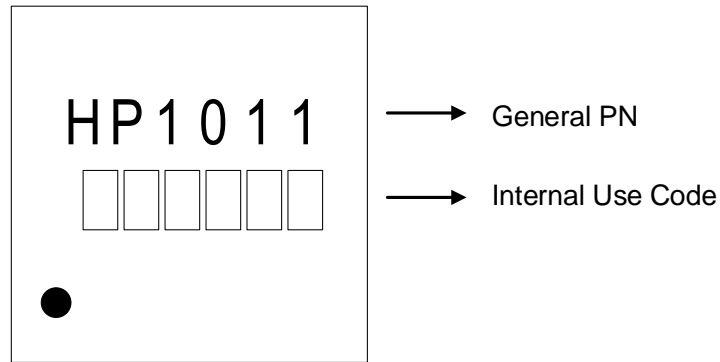 HP1011 General PN
Internal Use Code